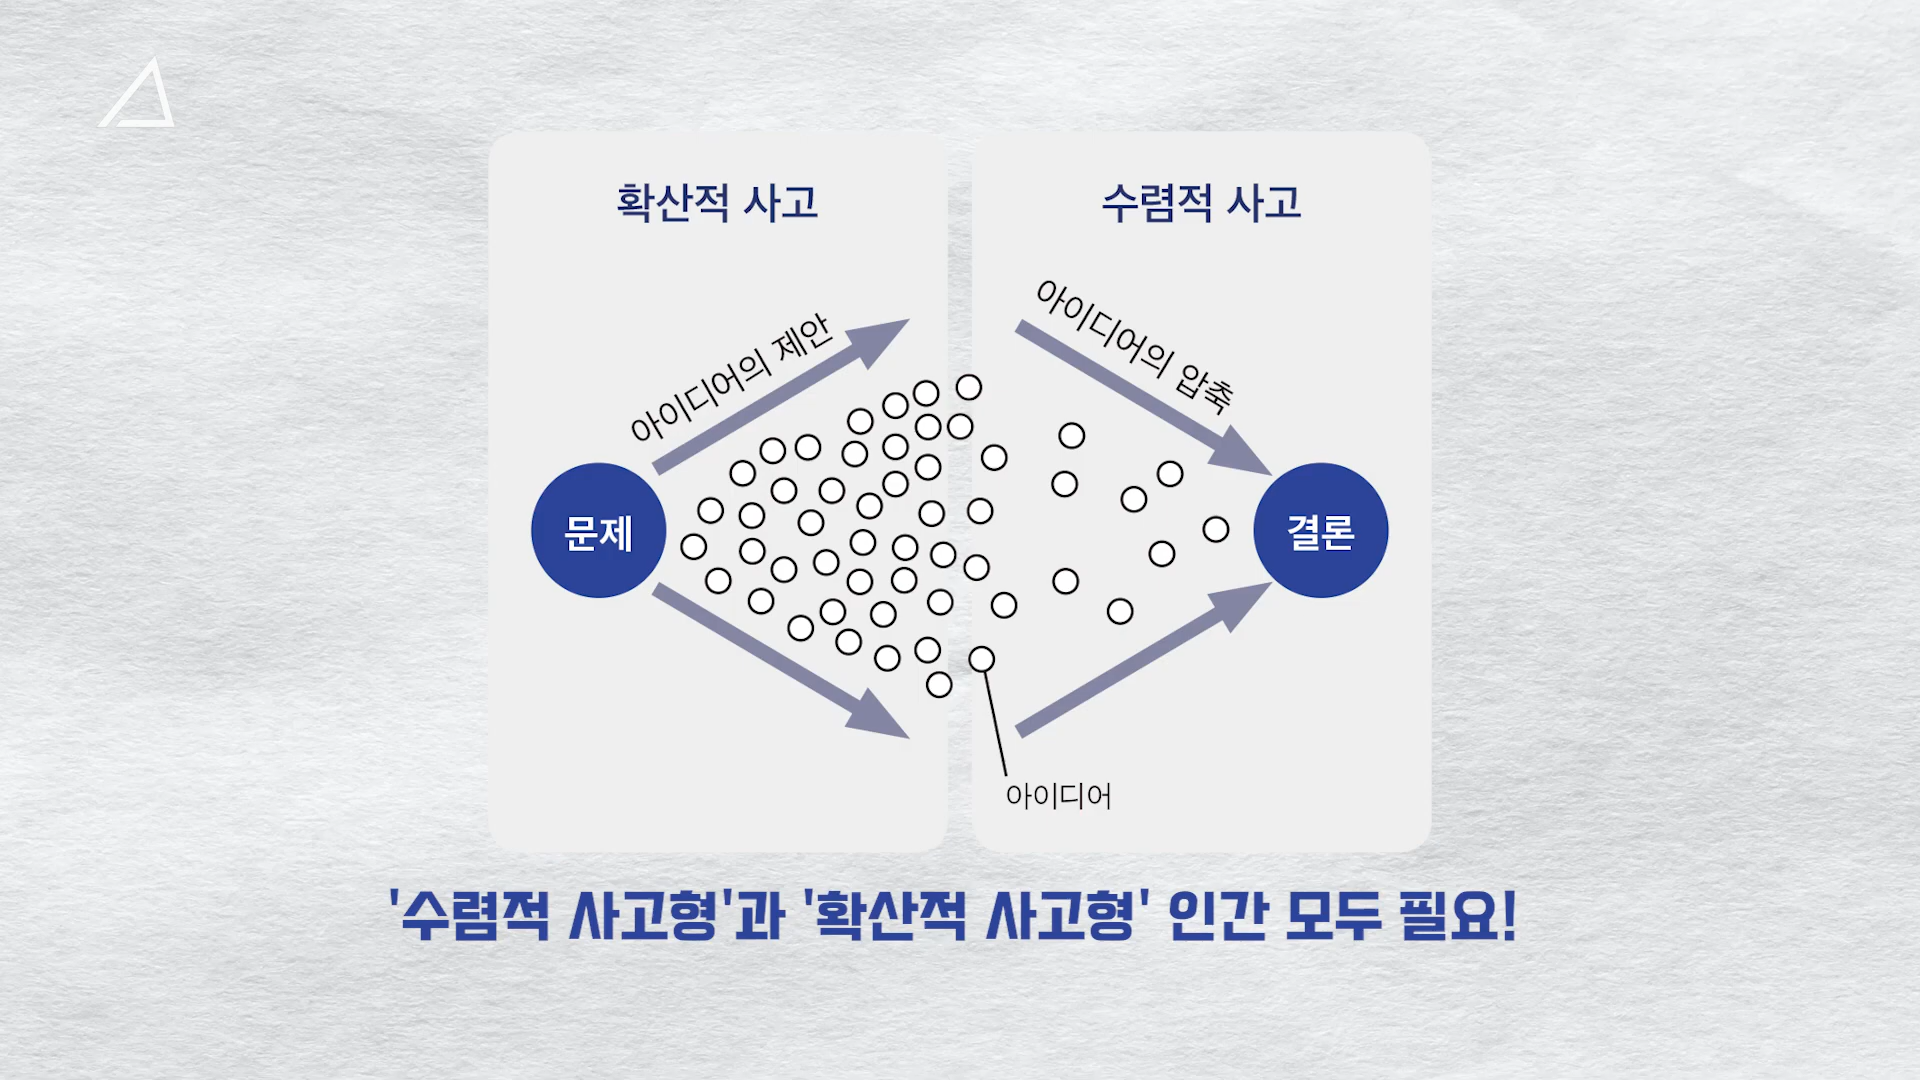 확산적 사고
수렴적 사고
아이디어의 제안
아이디어의 압축
문제
결론
아이디어
'수렴적 사고형'과 '확산적 사고형' 인간 모두 필요!